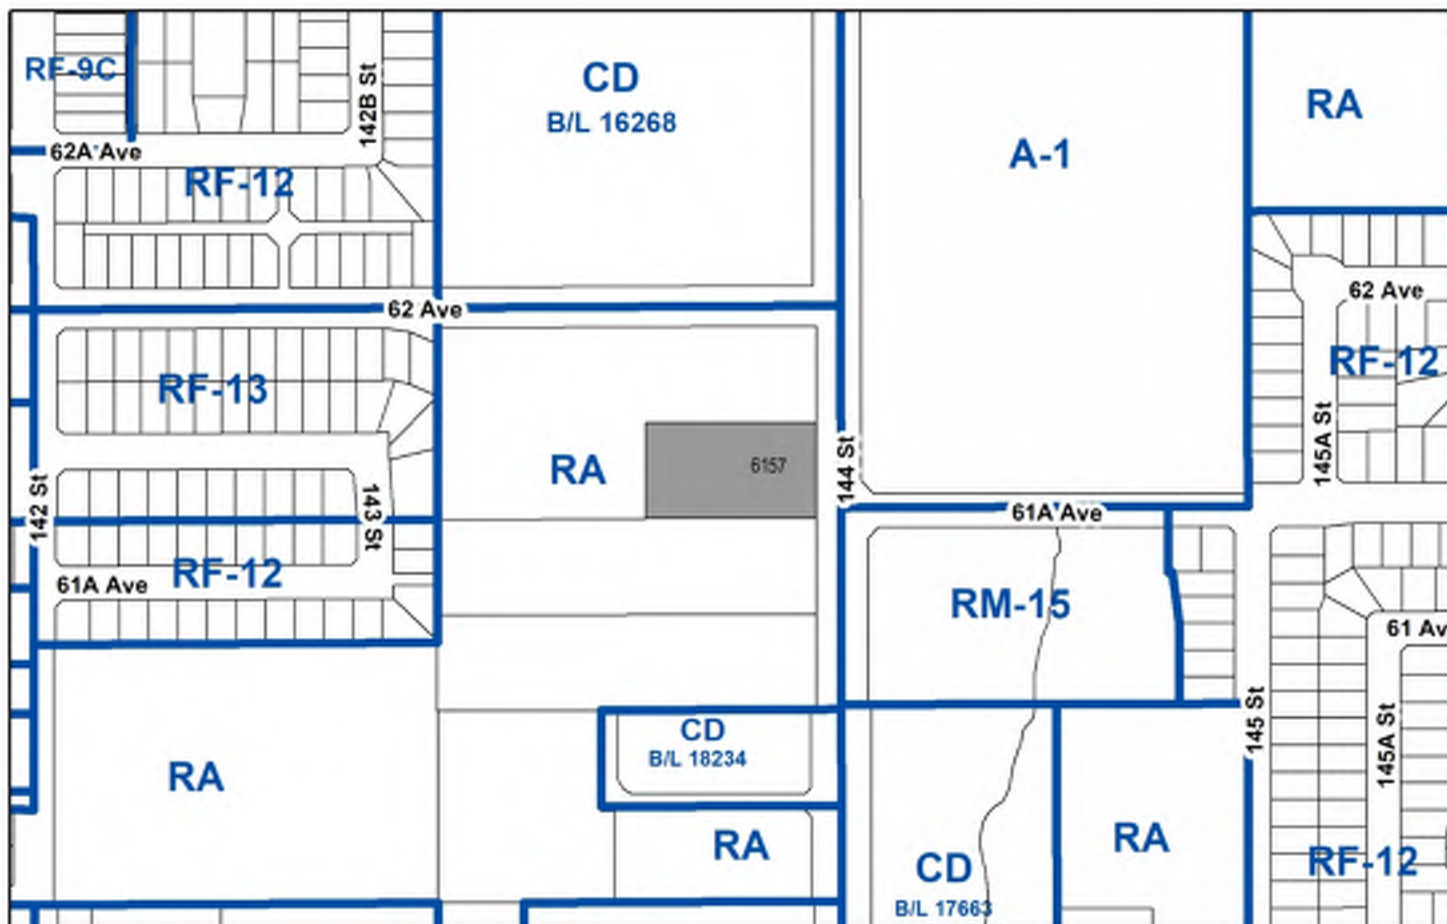 RF-9C
142B St
CD
B/L 16268
RA
A-1
62A Ave
RF-12
62 Ave
62 Ave
RF-13
RF-12
142 St
143 St
RA
6157
144 St
145A St
61A Ave
RF-12
61A Ave
RM-15
61 Av
RA
CD
B/L 18234
145 St
145A St
RA
CD
B/L 17663
RA
RF-12